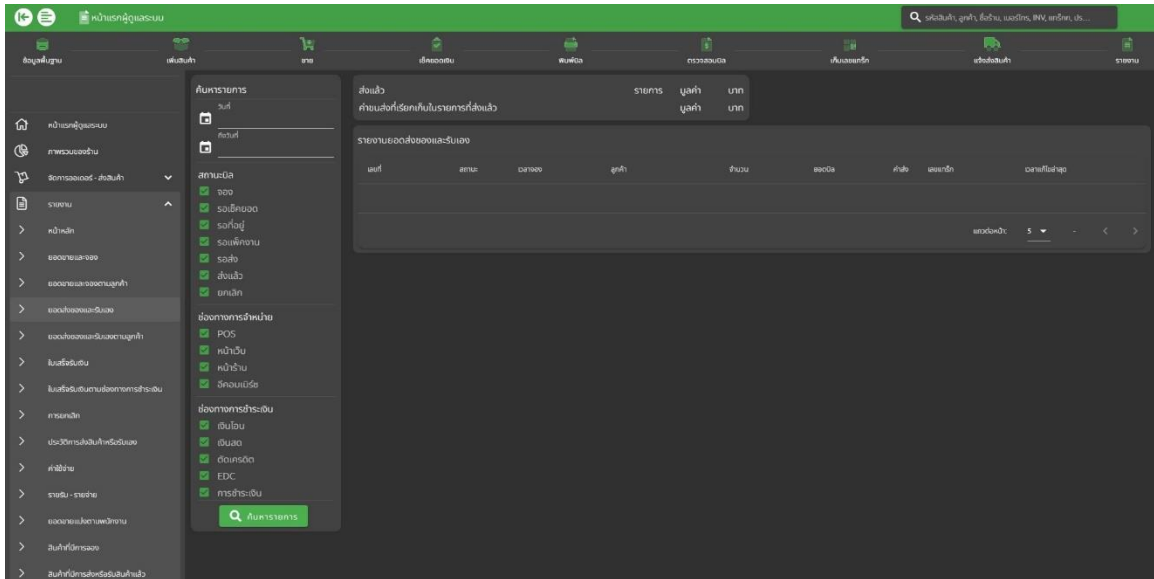 หน้าแรกผู้ดูแลระบบ
รหัสสินค้า, ลูกค้า, ชื่อร้าน, เบอร์โทร, INV, แทร็กก, ปร...
ข้อมูลพื้นฐาน
เพิ่มสินค้า
ขาย
เช็คยอดเงิน
พิมพ์บิล
ตรวจสอบบิล
เก็บเลขแทร็ก
แจ้งส่งสินค้า
รายงาน
หน้าแรกผู้ดูแลระบบ
ภาพรวมของร้าน
จัดการออเดอร์ - ส่งสินค้า
รายงาน
หน้าหลัก
ยอดขายและจอง
ยอดขายและจองตามลูกค้า
ยอดส่งของและรับเอง
ยอดส่งของและรับเองตามลูกค้า
ใบเสร็จรับเงิน
ใบเสร็จรับเงินตามช่องทางการชำระเงิน
การยกเลิก
ประวัติการส่งสินค้าหรือรับเอง
ค่าใช้จ่าย
รายรับ - รายจ่าย
ยอดขายแบ่งตามพนักงาน
สินค้าที่มีการจอง
สินค้าที่มีการส่งหรือรับสินค้าแล้ว
ค้นหารายการ
วันที่
ถึงวันที่
สถานะบิล
จอง
รอเช็คยอด
รอที่อยู่
รอแพ็คงาน
รอส่ง
ส่งแล้ว
ยกเลิก
ช่องทางการจำหน่าย
POS
หน้าเว็บ
หน้าร้าน
อีคอมเมิร์ช
ช่องทางการชำระเงิน
เงินโอน
เงินสด
ตัดเครดิต
EDC
การชำระเงิน
ค้นหารายการ
ส่งแล้ว รายการ มูลค่า บาท
ค่าขนส่งที่เรียกเก็บในรายการที่ส่งแล้ว มูลค่า บาท
รายงานยอดส่งของและรับเอง
เลขที่ สถานะ เวลาจอง ลูกค้า จำนวน ยอดบิล ค่าส่ง เลขแทร็ก เวลาแก้ไขล่าสุด
แถวต่อหน้า: 5 -